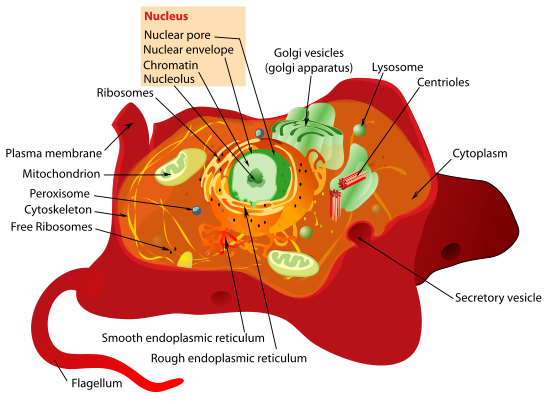 Nucleus
Nuclear pore
Nuclear envelope
Chromatin
Nucleolus
Golgi vesicles
(golgi apparatus)
Lysosome
Centrioles
Ribosomes
Plasma membrane
Mitochondrion
Peroxisome
Cytoskeleton
Free Ribosomes
Cytoplasm
Secretory vesicle
Smooth endoplasmic reticulum
Rough endoplasmic reticulum
Flagellum